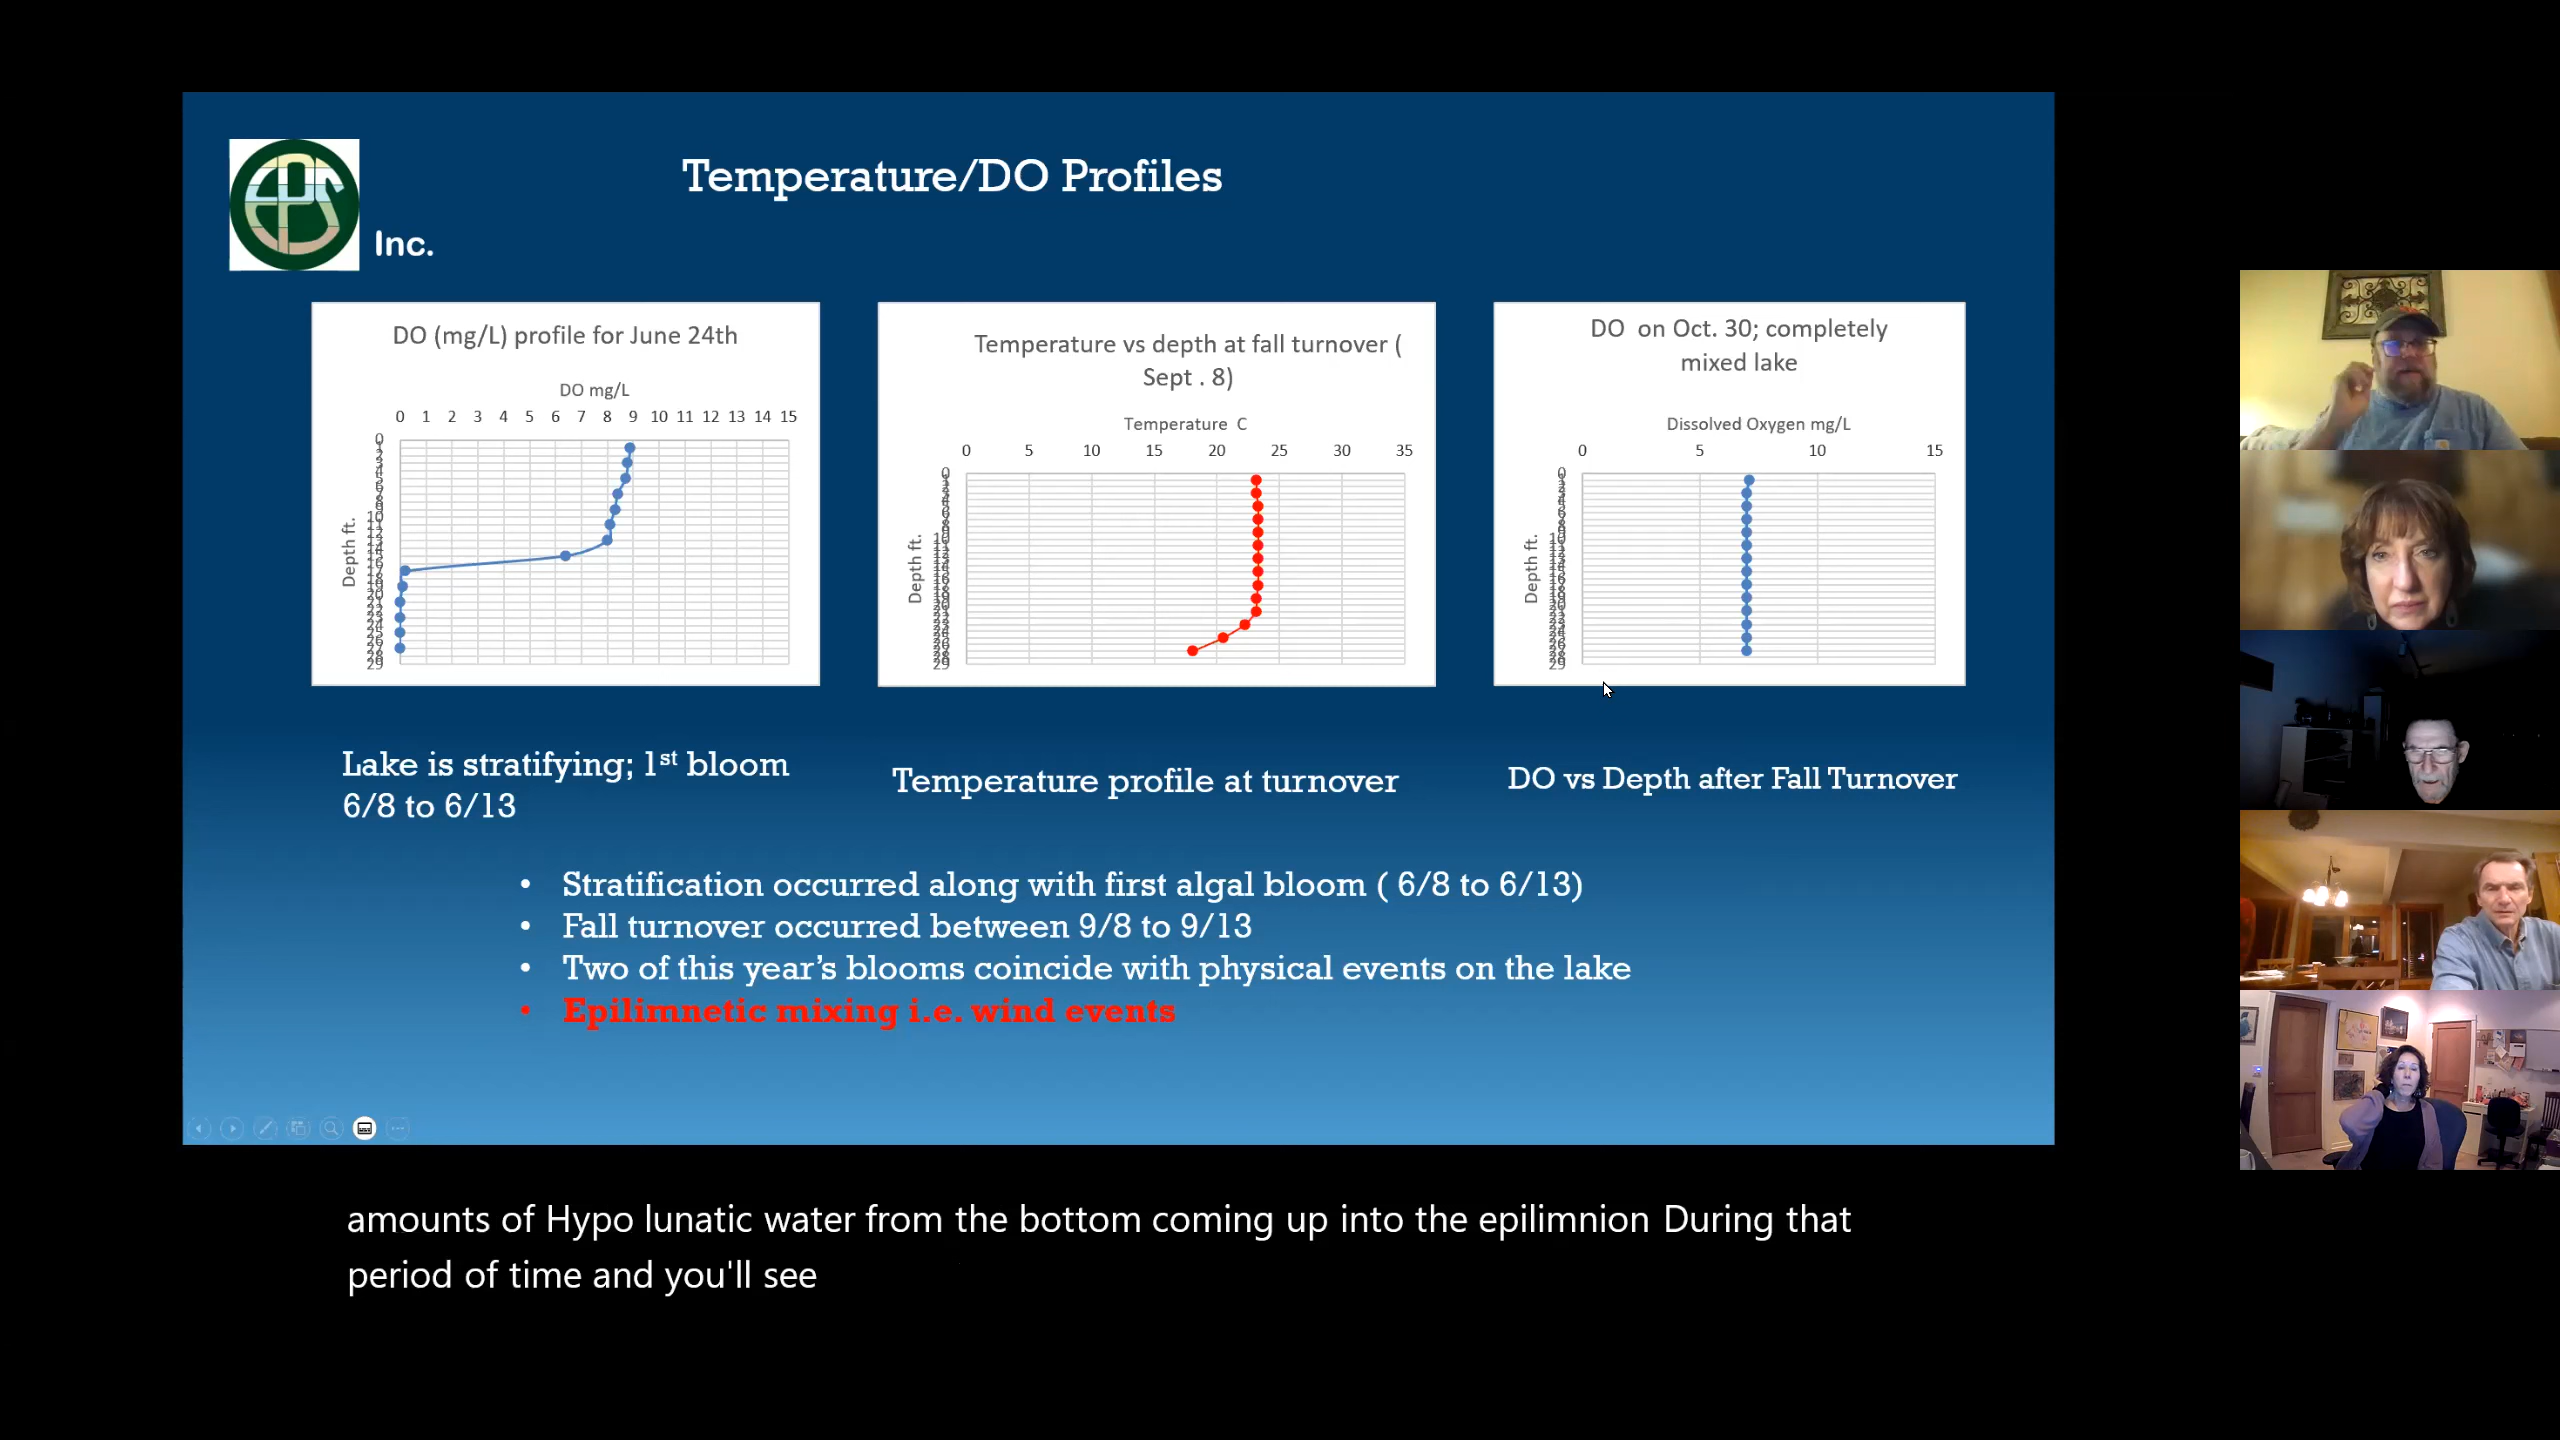 Temperature/DO Profiles
EPS
Inc.
DO (mg/L) profile for June 24th
DO mg/L
0 1 2 3 4 5 6 7 8 9 10 11 12 13 14 15
Depth ft.
Temperature vs depth at fall turnover (
Sept . 8)
Temperature C
0 5 10 15 20 25 30 35
Depth ft.
DO on Oct. 30; completely
mixed lake
Dissolved Oxygen mg/L
0 5 10 15
Depth ft.
Lake is stratifying; 1st bloom
6/8 to 6/13
Temperature profile at turnover
DO vs Depth after Fall Turnover
• Stratification occurred along with first algal bloom ( 6/8 to 6/13)
• Fall turnover occurred between 9/8 to 9/13
• Two of this year's blooms coincide with physical events on the lake
• Epilimnetic mixing i.e. wind events
amounts of Hypo lunatic water from the bottom coming up into the epilimnion During that
period of time and you'll see